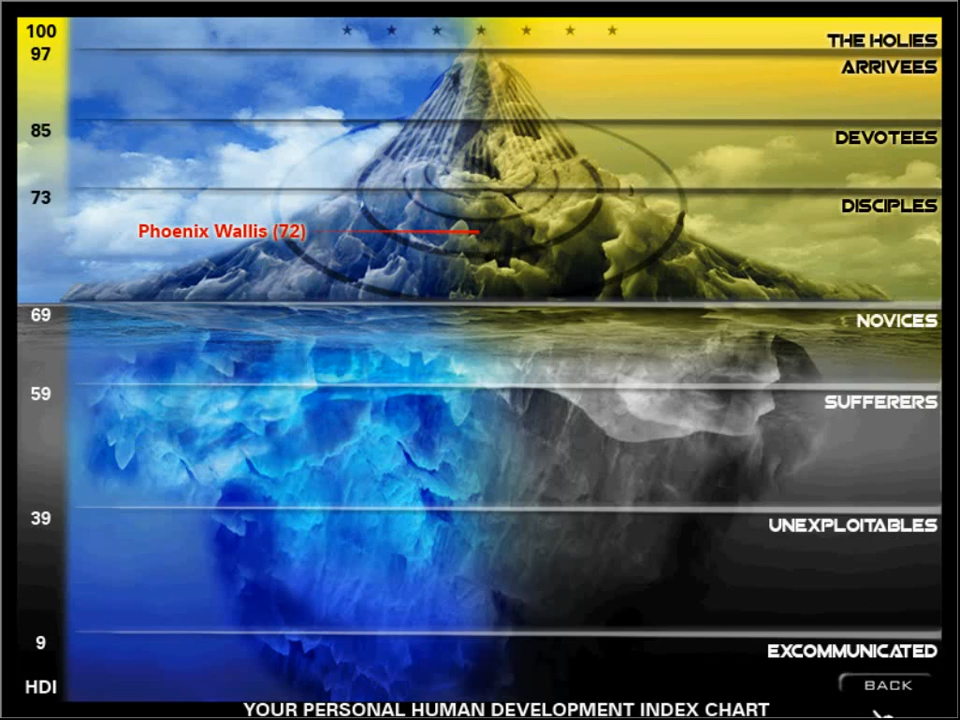 100
THE HOLIES
97
ARRIVEES
85
DEVOTEES
73
DISCIPLES
Phoenix Wallis (72)
69
NOVICES
59
SUFFERERS
39
UNEXPLOITABLES
9
EXCOMMUNICATED
HDI
BACK
YOUR PERSONAL HUMAN DEVELOPMENT INDEX CHART